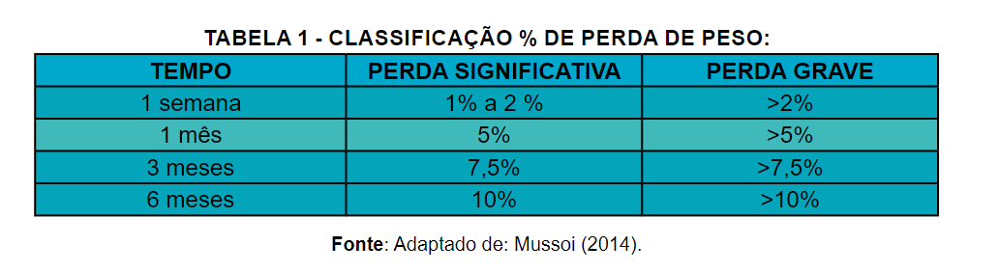 TABELA 1 - CLASSIFICAÇÃO % DE PERDA DE PESO:
TEMPO PERDA SIGNIFICATIVA PERDA GRAVE
1 semana 1% a 2 % >2%
1 mês 5% >5%
3 meses 7,5% >7,5%
6 meses 10% >10%
Fonte: Adaptado de: Mussoi (2014).